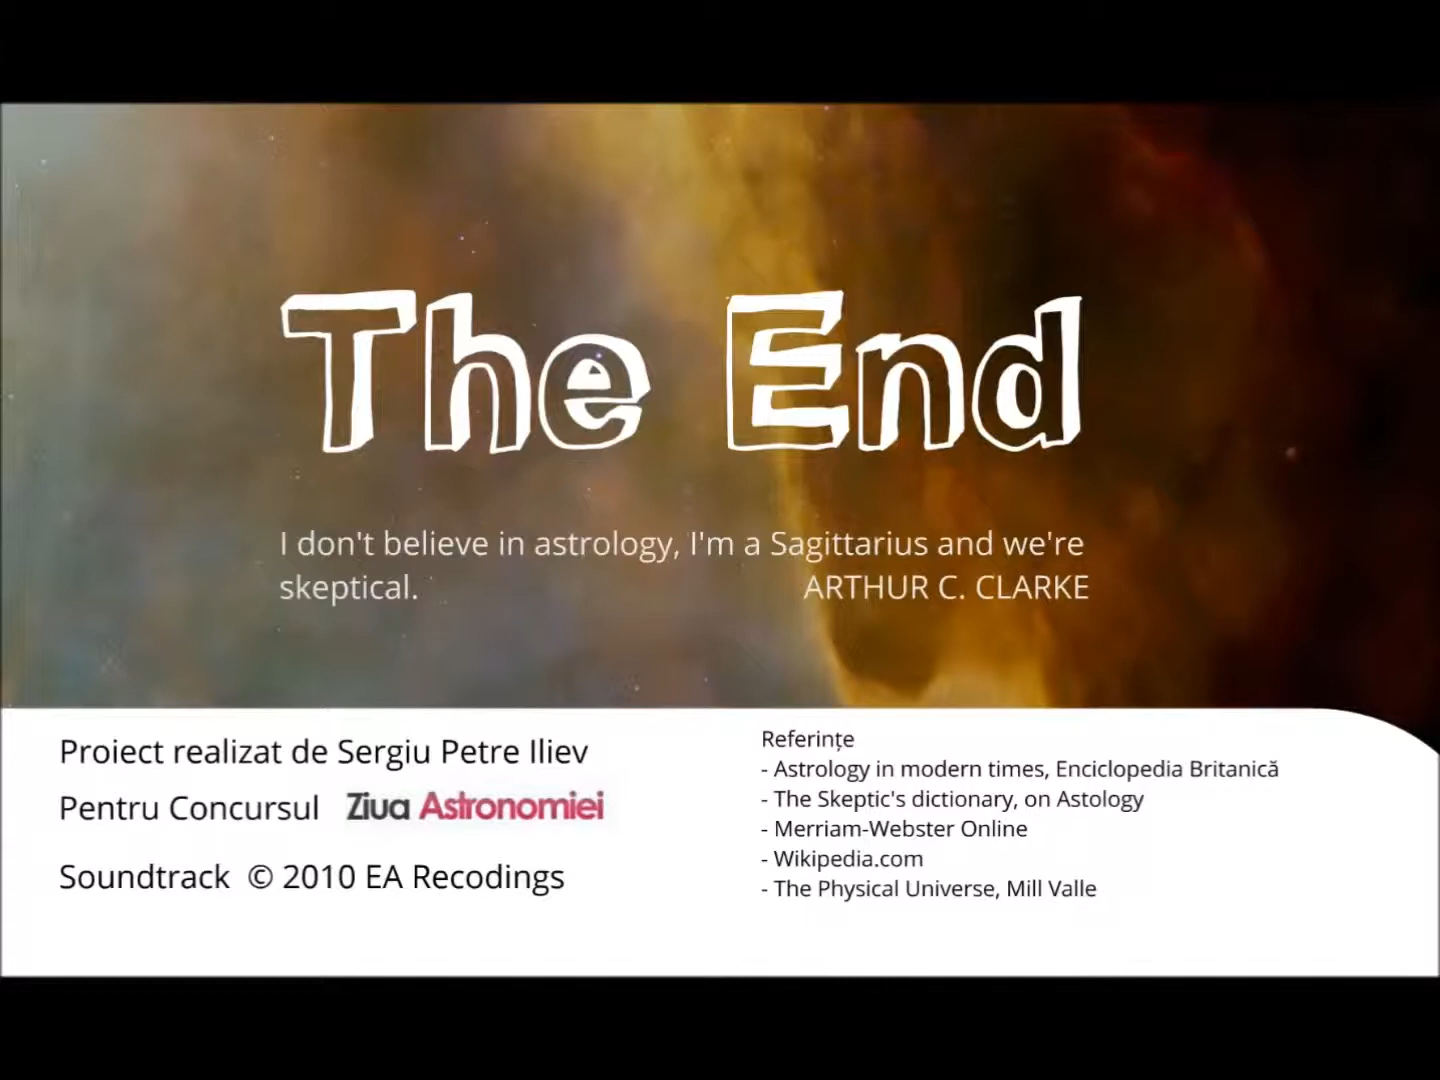 The End
I don't believe in astrology, I'm a Sagittarius and we're
skeptical. ARTHUR C. CLARKE
Proiect realizat de Sergiu Petre Iliev
Pentru Concursul Ziua Astronomiei
Soundtrack © 2010 EA Recodings
Referințe
- Astrology in modern times, Enciclopedia Britanică
- The Skeptic's dictionary, on Astology
- Merriam-Webster Online
- Wikipedia.com
- The Physical Universe, Mill Valle